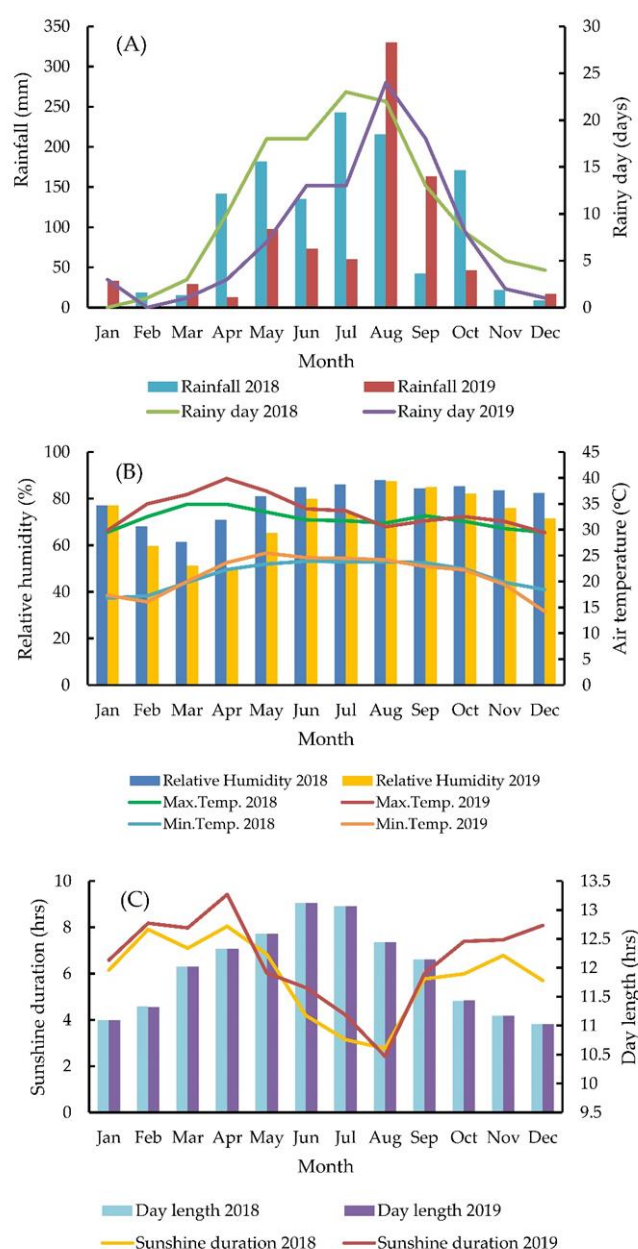 (A)
Rainfall (mm)
350
300
250
200
150
100
50
0
Rainy day (days)
30
25
20
15
10
5
0
Jan Feb Mar Apr May Jun Jul Aug Sep Oct Nov Dec
Month
Rainfall 2018 Rainfall 2019
Rainy day 2018 Rainy day 2019
(B)
Relative humidity (%)
100
80
60
40
20
0
Air temperature (°C)
45
40
35
30
25
20
15
10
5
0
Jan Feb Mar Apr May Jun Jul Aug Sep Oct Nov Dec
Month
Relative Humidity 2018 Relative Humidity 2019
Max.Temp. 2018 Max.Temp. 2019
Min.Temp. 2018 Min.Temp. 2019
(C)
Sunshine duration (hrs)
10
8
6
4
2
0
Day length (hrs)
13.5
13
12.5
12
11.5
11
10.5
10
9.5
Jan Feb Mar Apr May Jun Jul Aug Sep Oct Nov Dec
Month
Day length 2018 Day length 2019
Sunshine duration 2018 Sunshine duration 2019